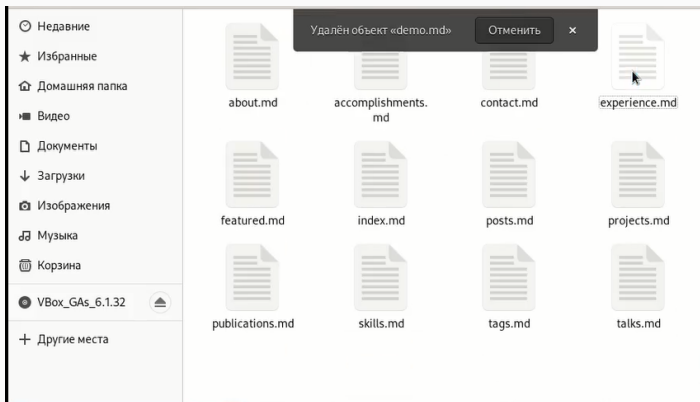 Недавние
Избранные
Домашняя папка
Видео
Документы
Загрузки
Изображения
Музыка
Корзина
VBox_GAs_6.1.32
Другие места
Удалён объект «demo.md» Отменить ×
about.md accomplishments. contact.md experience.md
md
featured.md index.md posts.md projects.md
publications.md skills.md tags.md talks.md